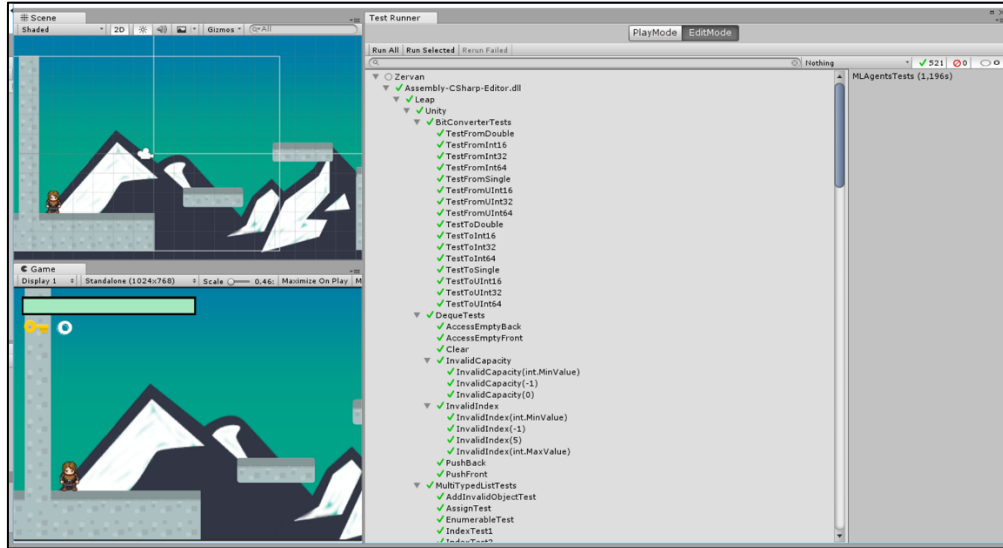 Scene
Shaded 2D Gizmos Q▾All
Game
Display 1 Standalone (1024x768) Scale 0.46: Maximize On Play M
Test Runner
PlayMode EditMode
Run All Run Selected Rerun Failed
Nothing 521 0 0
Zervan
Assembly-CSharp-Editor.dll
Leap
Unity
BitConverterTests
TestFromDouble
TestFromInt16
TestFromInt32
TestFromInt64
TestFromSingle
TestFromUInt16
TestFromUInt32
TestFromUInt64
TestToDouble
TestToInt16
TestToInt32
TestToInt64
TestToSingle
TestToUInt16
TestToUInt32
TestToUInt64
DequeTests
AccessEmptyBack
AccessEmptyFront
Clear
InvalidCapacity
InvalidCapacity(int.MinValue)
InvalidCapacity(-1)
InvalidCapacity(0)
InvalidIndex
InvalidIndex(int.MinValue)
InvalidIndex(-1)
InvalidIndex(5)
InvalidIndex(int.MaxValue)
PushBack
PushFront
MultiTypedListTests
AddInvalidObjectTest
AssignTest
EnumerableTest
IndexTest1
IndexTest2
MLAgentsTests (1,196s)